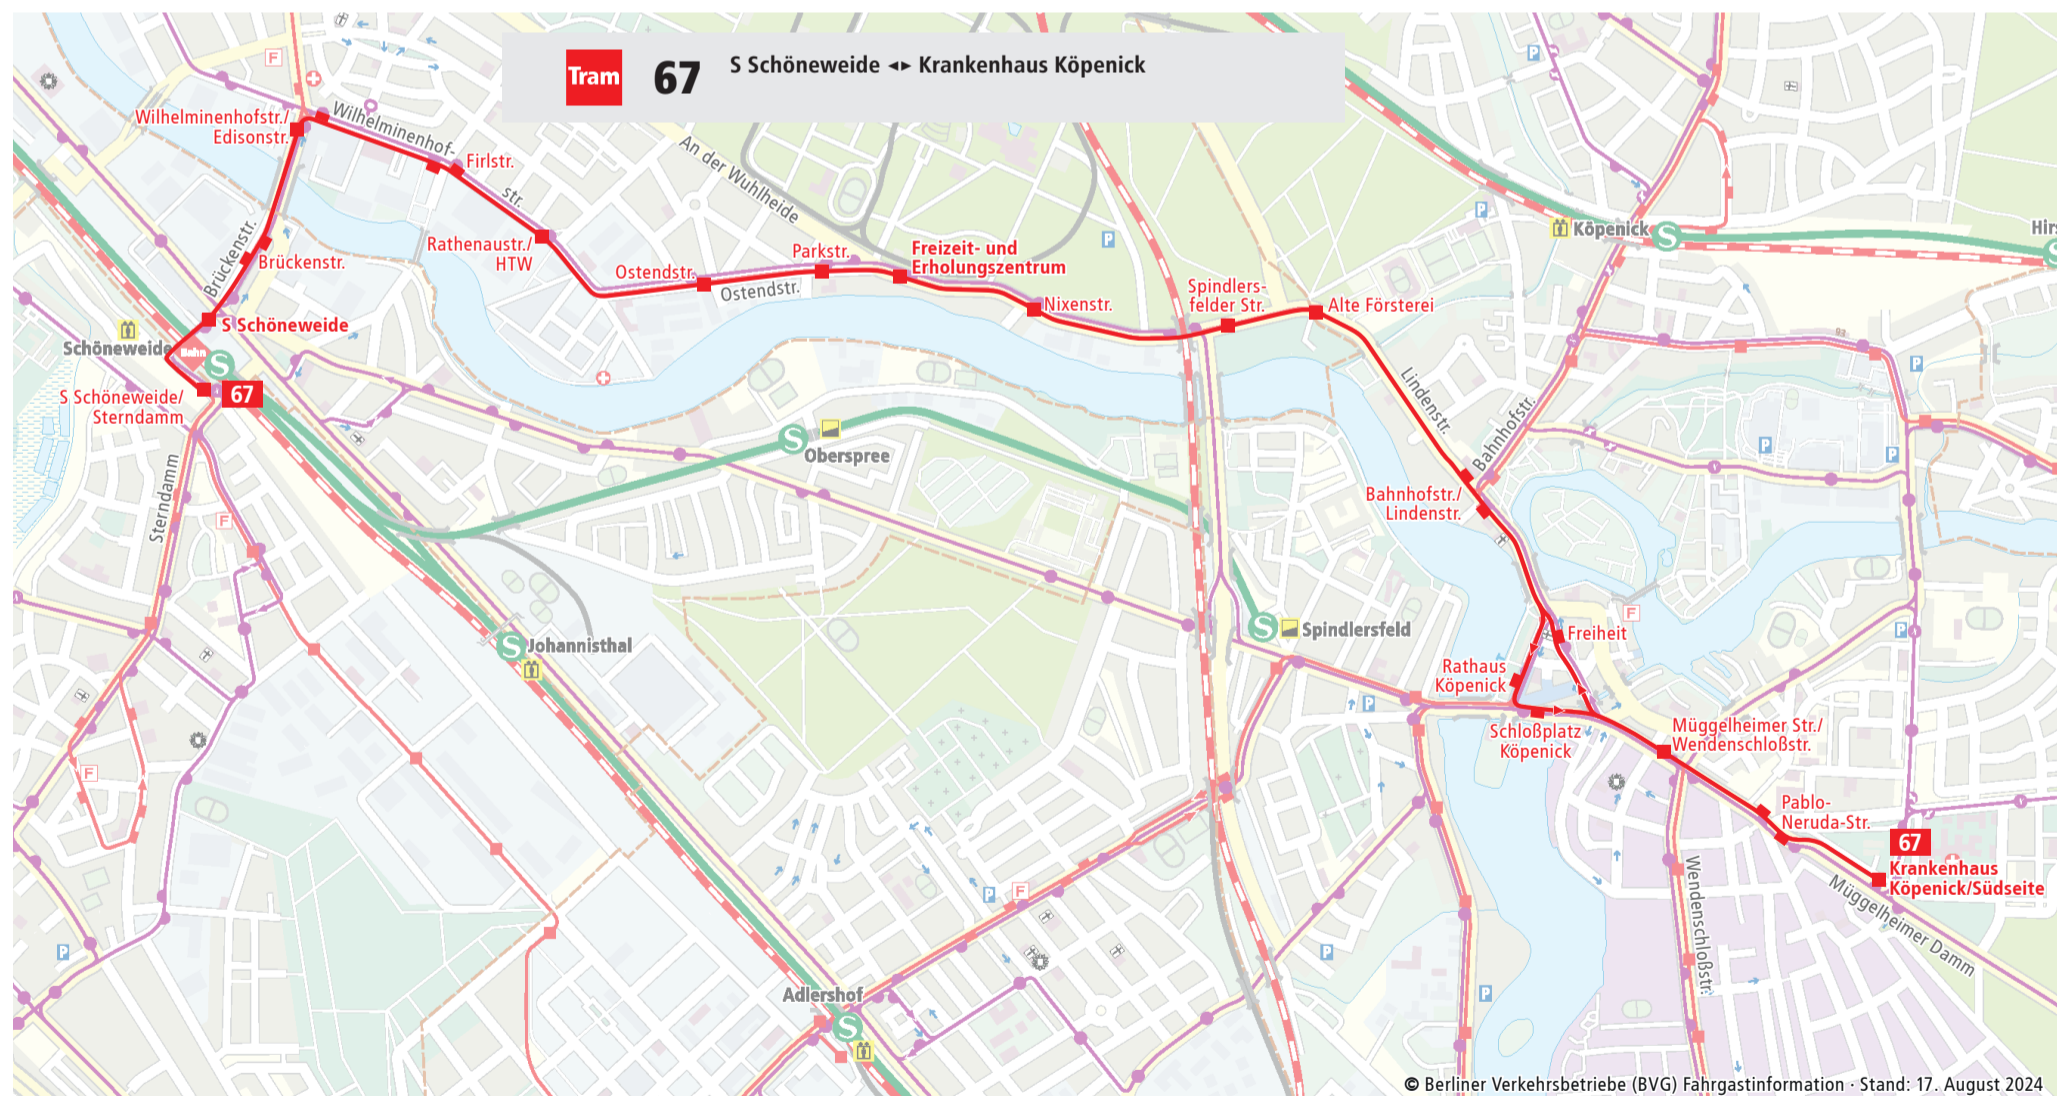 Tram
67
S Schöneweide ◂▸ Krankenhaus Köpenick
Wilhelminenhofstr./
Edisonstr.
Wilhelminenhof-
str.
Firlstr.
An der Wuhlheide
Brückenstr.
Brückenstr.
Rathenaustr./
HTW
Ostendstr.
Ostendstr.
Parkstr.
Freizeit- und
Erholungszentrum
Nixenstr.
Spindlers-
felder Str.
Alte Försterei
P
P
P
P
S
Köpenick
S
Hirs
S Schöneweide
Schöneweide
Bahn
S
S Schöneweide/
Sterndamm
67
Sterndamm
F
F
F
S
Oberspree
Lindenstr.
Bahnhofstr.
Bahnhofstr./
Lindenstr.
93
P
P
P
S
Johannisthal
S
Spindlersfeld
F
Freiheit
P
Rathaus
Köpenick
P
Schloßplatz
Köpenick
Müggelheimer Str./
Wendenschloßstr.
Pablo-
Neruda-Str.
67
Krankenhaus
Köpenick/Südseite
Müggelheimer Damm
Wendenschloßstr.
F
P
F
P
P
P
Adlershof
S
© Berliner Verkehrsbetriebe (BVG) Fahrgastinformation · Stand: 17. August 2024